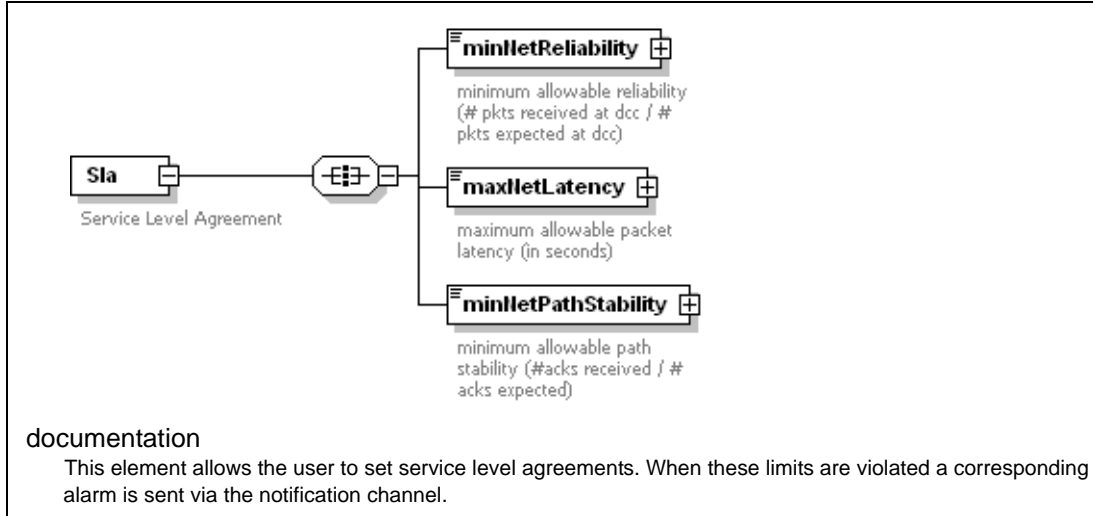 minNetReliability
minimum allowable reliability
(# pkts received at dcc / #
pkts expected at dcc)
Sla
Service Level Agreement
maxNetLatency
maximum allowable packet
latency (in seconds)
minNetPathStability
minimum allowable path
stability (#acks received / #
acks expected)
documentation
This element allows the user to set service level agreements. When these limits are violated a corresponding
alarm is sent via the notification channel.